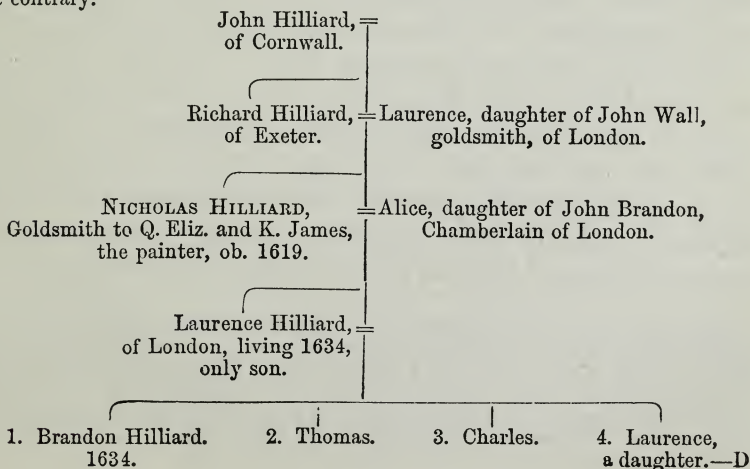 contrary.
John Hilliard, =
of Cornwall.
Richard Hilliard, = Laurence, daughter of John Wall,
of Exeter. goldsmith, of London.
NICHOLAS HILLIARD, = Alice, daughter of John Brandon,
Goldsmith to Q. Eliz. and K. James, Chamberlain of London.
the painter, ob. 1619.
Laurence Hilliard, =
of London, living 1634,
only son.
1. Brandon Hilliard. 2. Thomas. 3. Charles. 4. Laurence,
1634. a daughter.—D